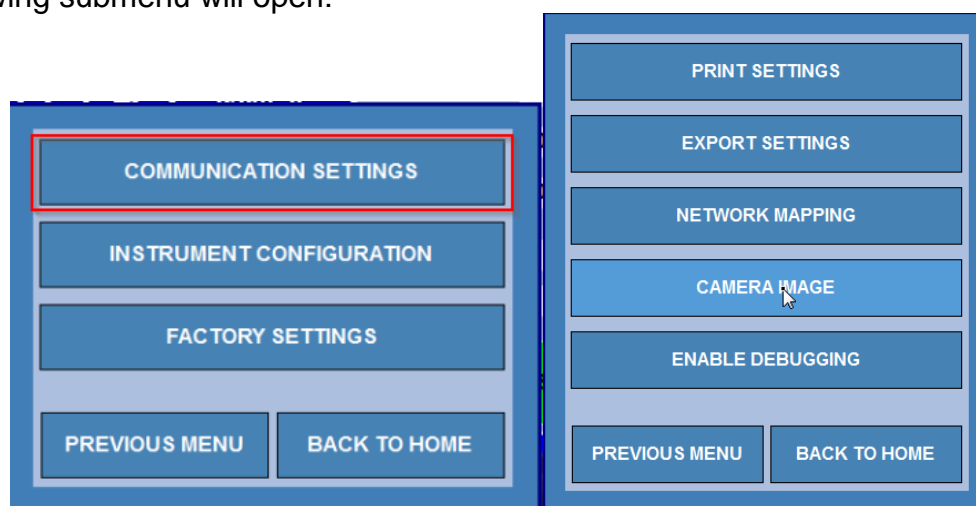 wing submenu will open:
COMMUNICATION SETTINGS
INSTRUMENT CONFIGURATION
FACTORY SETTINGS
PREVIOUS MENU
BACK TO HOME
PRINT SETTINGS
EXPORT SETTINGS
NETWORK MAPPING
CAMERA IMAGE
ENABLE DEBUGGING
PREVIOUS MENU
BACK TO HOME